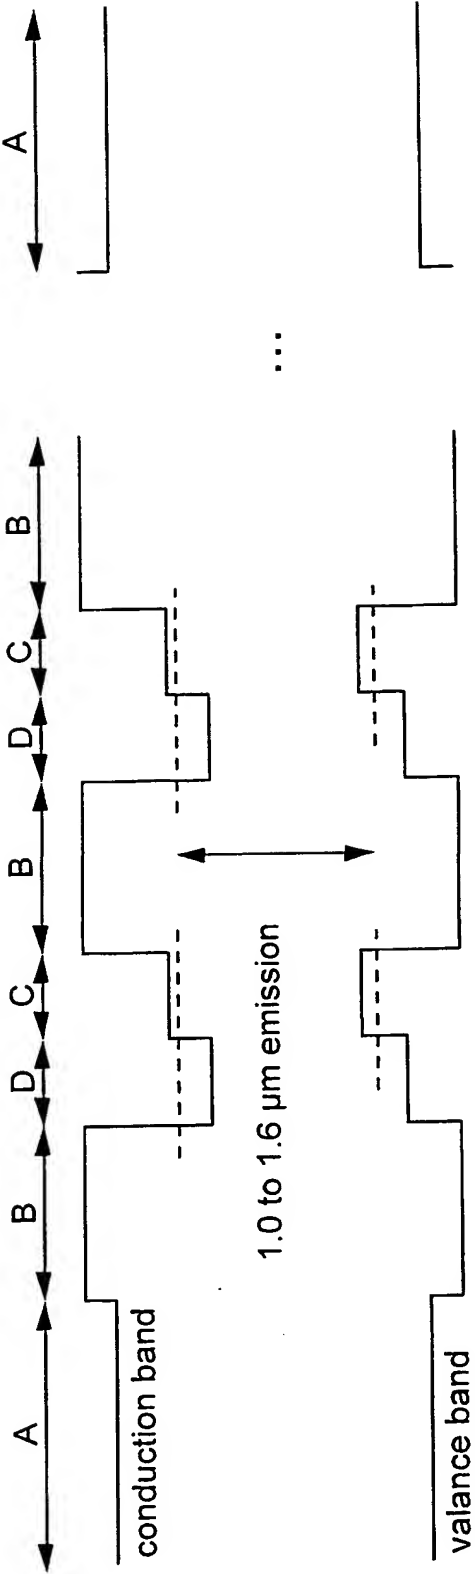 A
B
D
C
B
D
C
B
A
conduction band
1.0 to 1.6 µm emission
...
valance band